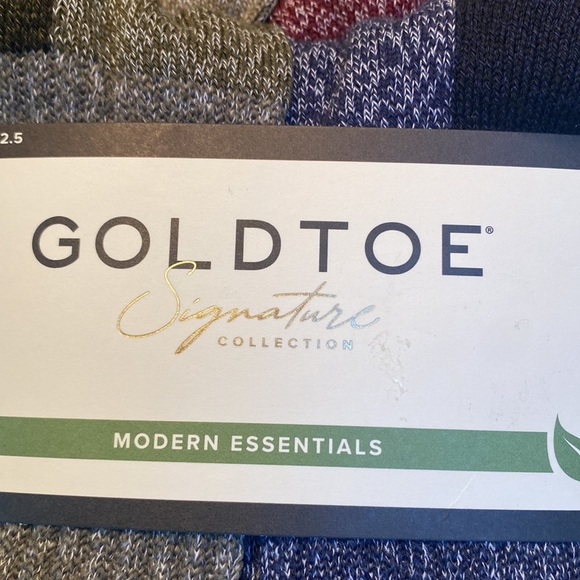 2.5
GOLDTOE®
Signature
COLLECTION
MODERN ESSENTIALS